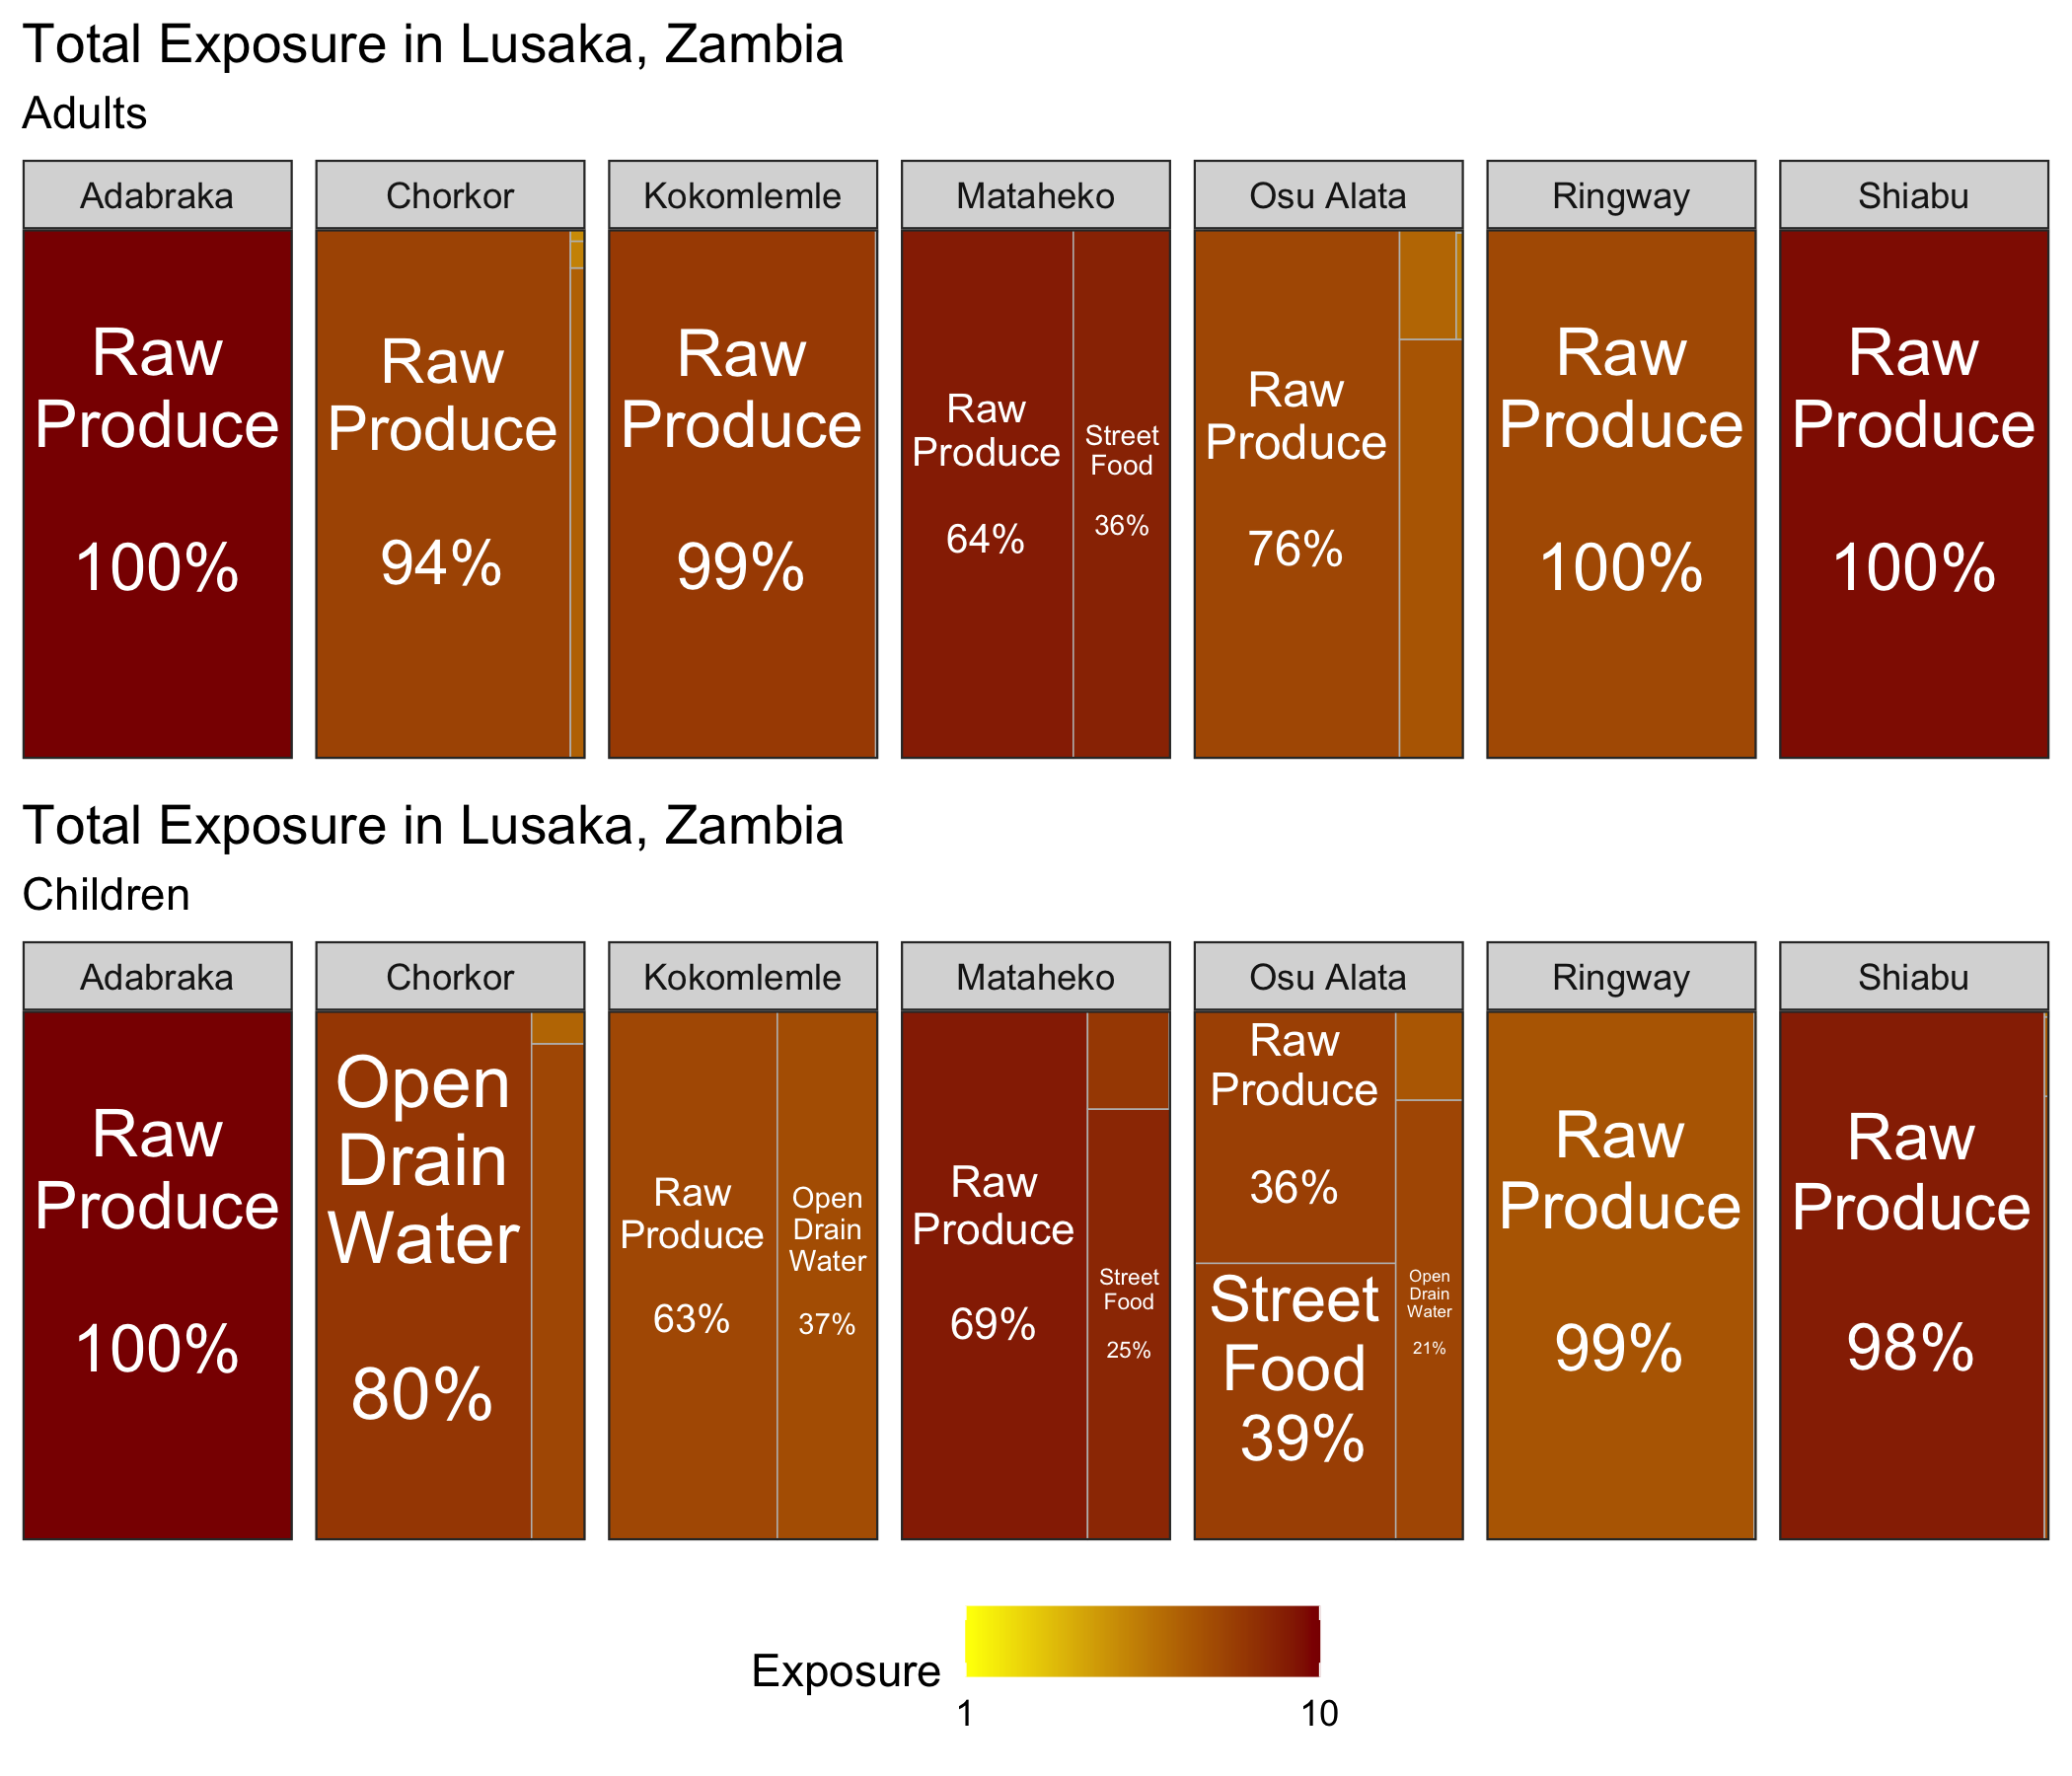 Total Exposure in Lusaka, Zambia
Adults
Adabraka
Chorkor
Kokomlemle
Mataheko
Osu Alata
Ringway
Shiabu
Raw
Produce
100%
Raw
Produce
94%
Raw
Produce
99%
Raw
Produce
64%
Street
Food
36%
Raw
Produce
76%
Raw
Produce
100%
Raw
Produce
100%
Total Exposure in Lusaka, Zambia
Children
Adabraka
Chorkor
Kokomlemle
Mataheko
Osu Alata
Ringway
Shiabu
Raw
Produce
100%
Open
Drain
Water
80%
Raw
Produce
63%
Open
Drain
Water
37%
Raw
Produce
69%
Street
Food
25%
Raw
Produce
36%
Street
Food
39%
Open
Drain
Water
21%
Raw
Produce
99%
Raw
Produce
98%
Exposure
1
10